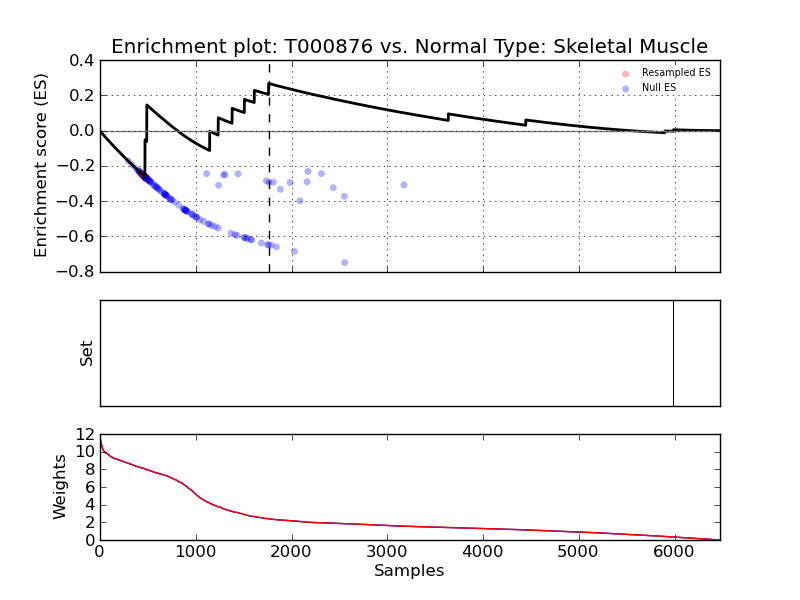 Enrichment plot: T000876 vs. Normal Type: Skeletal Muscle
Enrichment score (ES)
0.4
0.2
0.0
−0.2
−0.4
−0.6
−0.8
Resampled ES
Null ES
Set
Weights
12
10
8
6
4
2
0
0 1000 2000 3000 4000 5000 6000
Samples